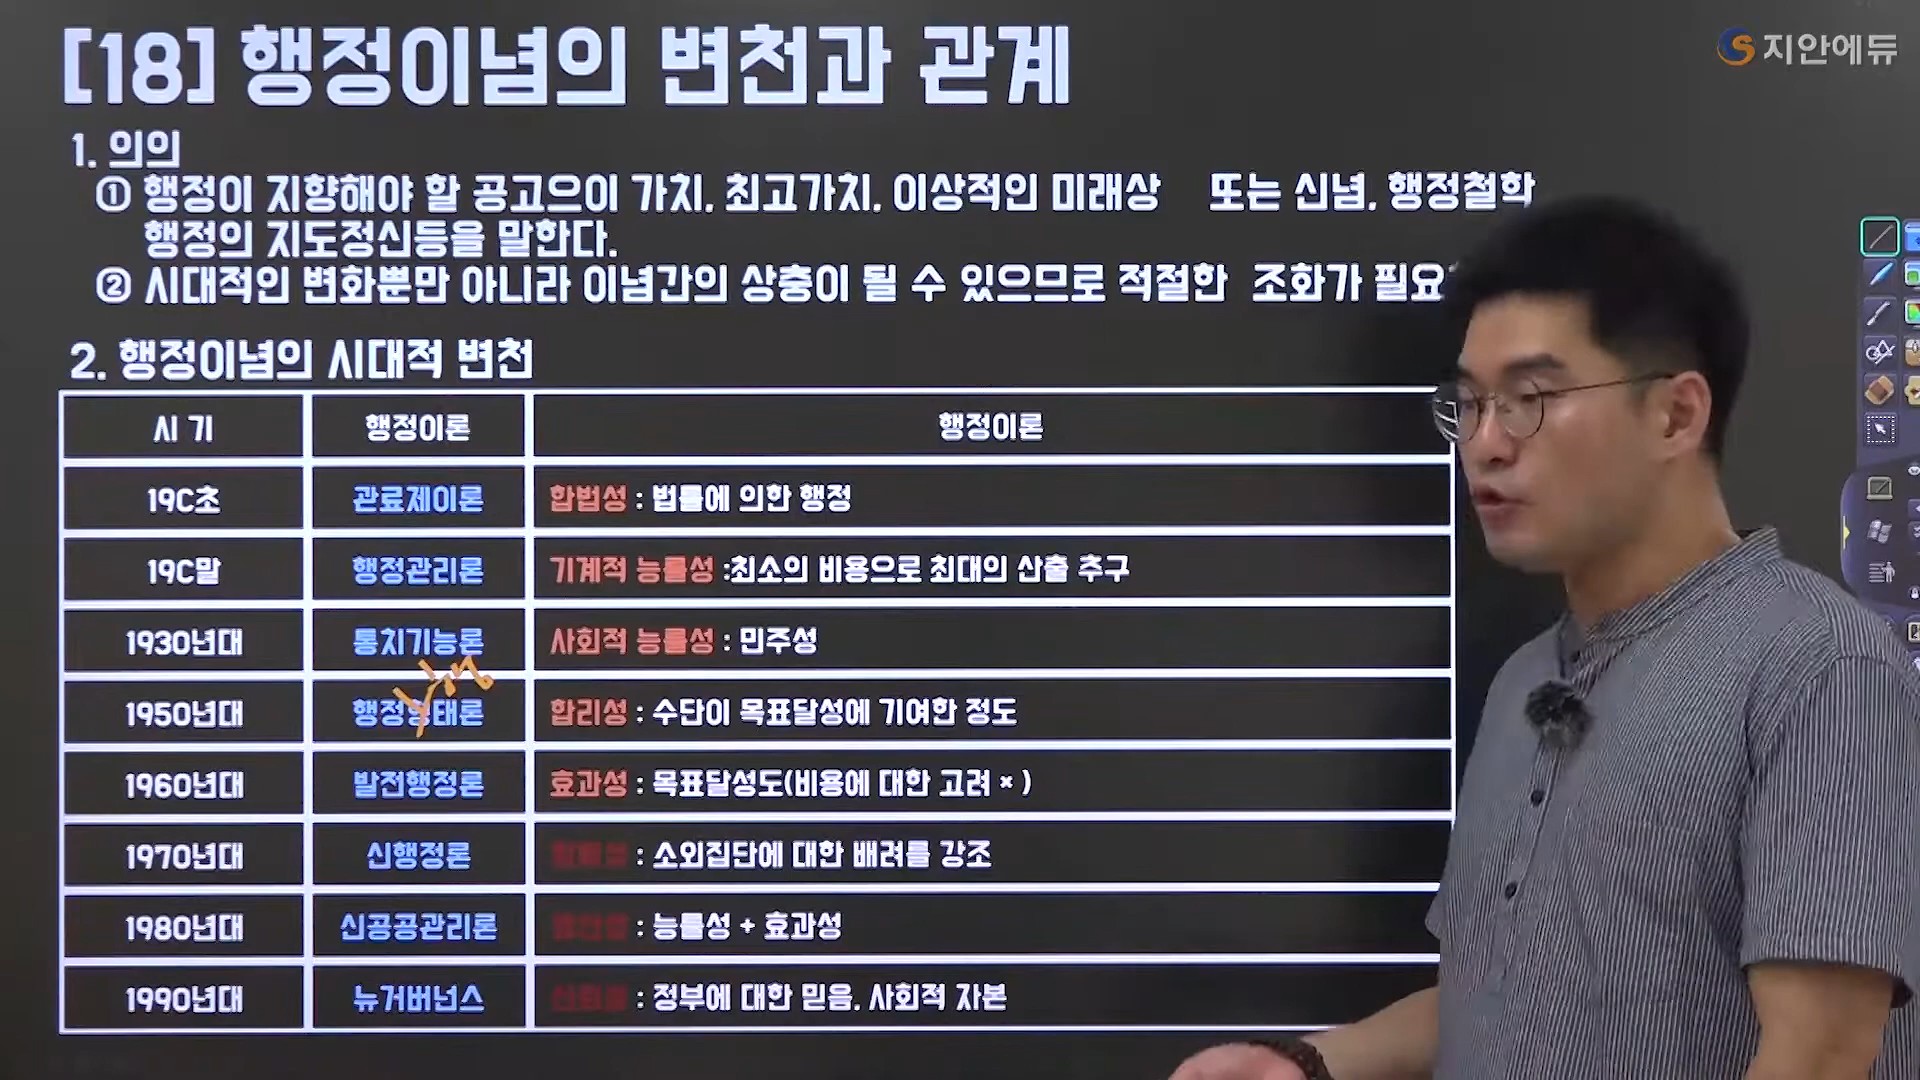 [18] 행정이념의 변천과 관계
지안에듀
1. 의의
① 행정이 지향해야 할 공고으이 가치, 최고가치, 이상적인 미래상 또는 신념, 행정철학
행정의 지도정신등을 말한다.
② 시대적인 변화뿐만 아니라 이념간의 상충이 될 수 있으므로 적절한 조화가 필요
2. 행정이념의 시대적 변천
시 기 행정이론 행정이론
19C초 관료제이론 합법성 : 법률에 의한 행정
19C말 행정관리론 기계적 능률성 :최소의 비용으로 최대의 산출 추구
1930년대 통치기능론 사회적 능률성 : 민주성
1950년대 행정행태론 합리성 : 수단이 목표달성에 기여한 정도
1960년대 발전행정론 효과성 : 목표달성도(비용에 대한 고려 × )
1970년대 신행정론 : 소외집단에 대한 배려를 강조
1980년대 신공공관리론 : 능률성 + 효과성
1990년대 뉴거버넌스 : 정부에 대한 믿음, 사회적 자본